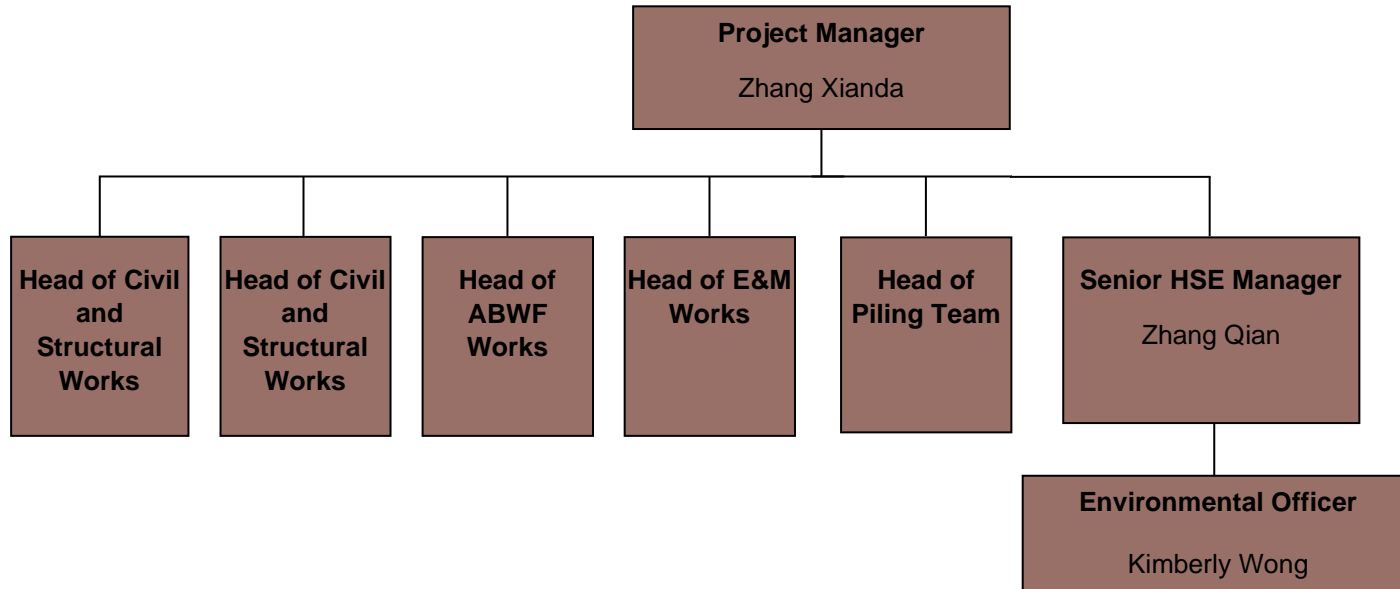 Project Manager
Zhang Xianda
Head of Civil
and
Structural
Works
Head of Civil
and
Structural
Works
Head of
ABWF
Works
Head of E&M
Works
Head of
Piling Team
Senior HSE Manager
Zhang Qian
Environmental Officer
Kimberly Wong